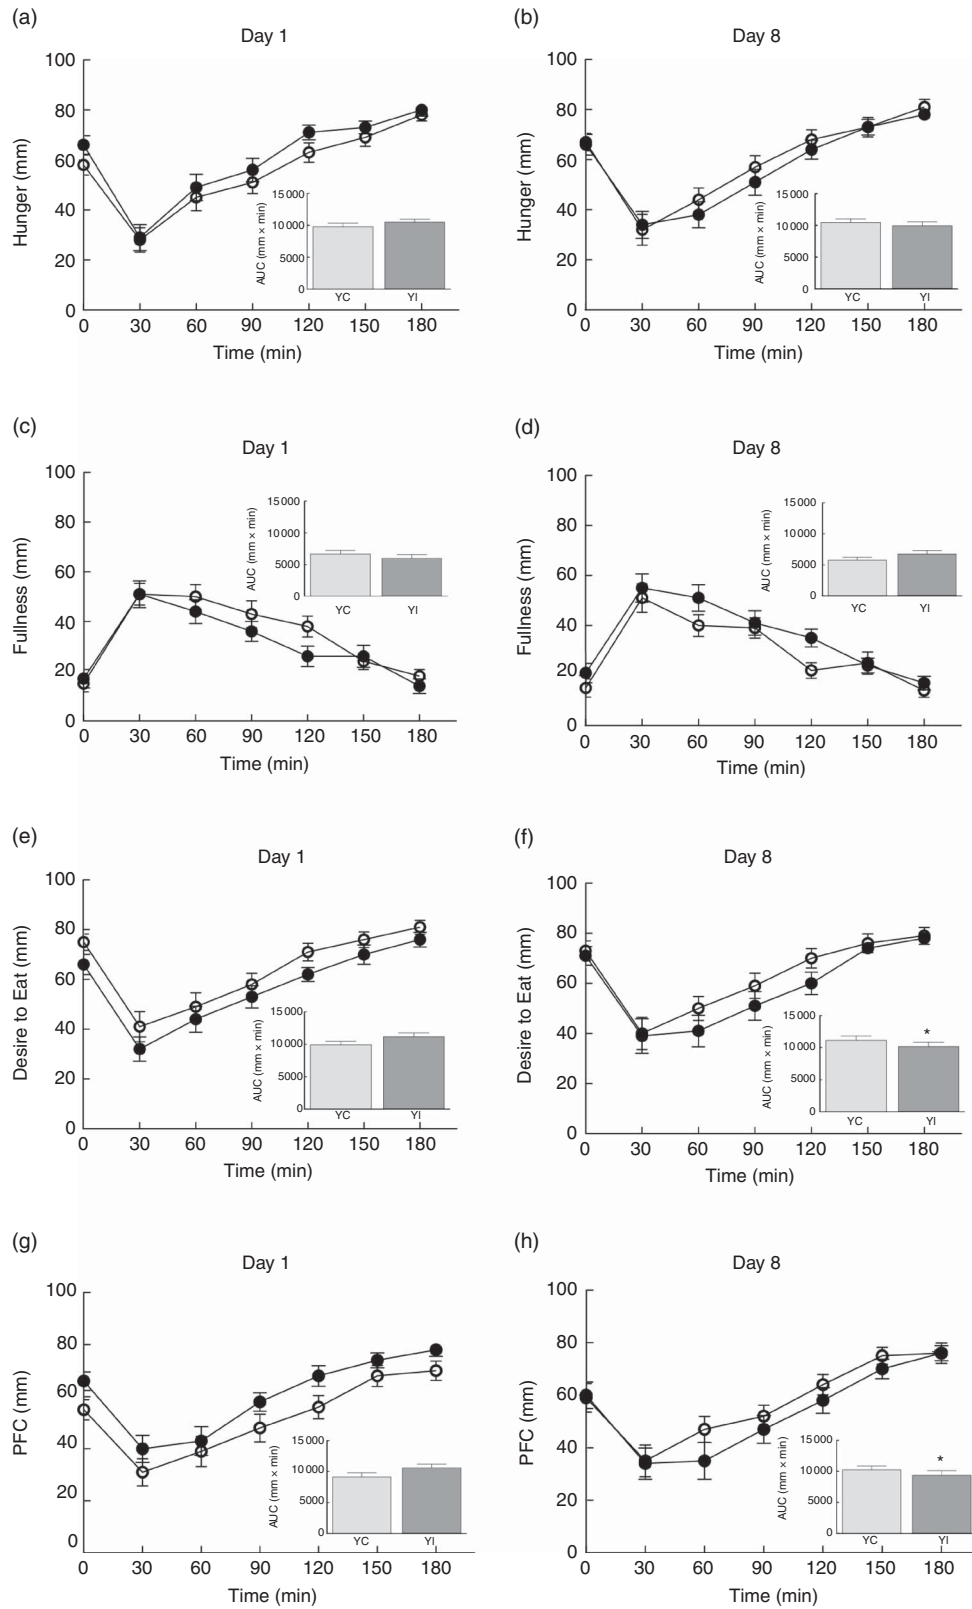 (a)
Day 1
Hunger (mm)
100
80
60
40
20
0
0 30 60 90 120 150 180
Time (min)
AUC (mm × min)
15 000
10 000
5000
0
YC YI
(b)
Day 8
Hunger (mm)
100
80
60
40
20
0
0 30 60 90 120 150 180
Time (min)
AUC (mm × min)
15 000
10 000
5000
0
YC YI
(c)
Day 1
Fullness (mm)
100
80
60
40
20
0
0 30 60 90 120 150 180
Time (min)
AUC (mm × min)
15 000
10 000
5000
0
YC YI
(d)
Day 8
Fullness (mm)
100
80
60
40
20
0
0 30 60 90 120 150 180
Time (min)
AUC (mm × min)
15 000
10 000
5000
0
YC YI
(e)
Day 1
Desire to Eat (mm)
100
80
60
40
20
0
0 30 60 90 120 150 180
Time (min)
AUC (mm × min)
15 000
10 000
5000
0
YC YI
(f)
Day 8
Desire to Eat (mm)
100
80
60
40
20
0
0 30 60 90 120 150 180
Time (min)
AUC (mm × min)
15 000
10 000
5000
0
*
YC YI
(g)
Day 1
PFC (mm)
100
80
60
40
20
0
0 30 60 90 120 150 180
Time (min)
AUC (mm × min)
15 000
10 000
5000
0
YC YI
(h)
Day 8
PFC (mm)
100
80
60
40
20
0
0 30 60 90 120 150 180
Time (min)
AUC (mm × min)
15 000
10 000
5000
0
*
YC YI